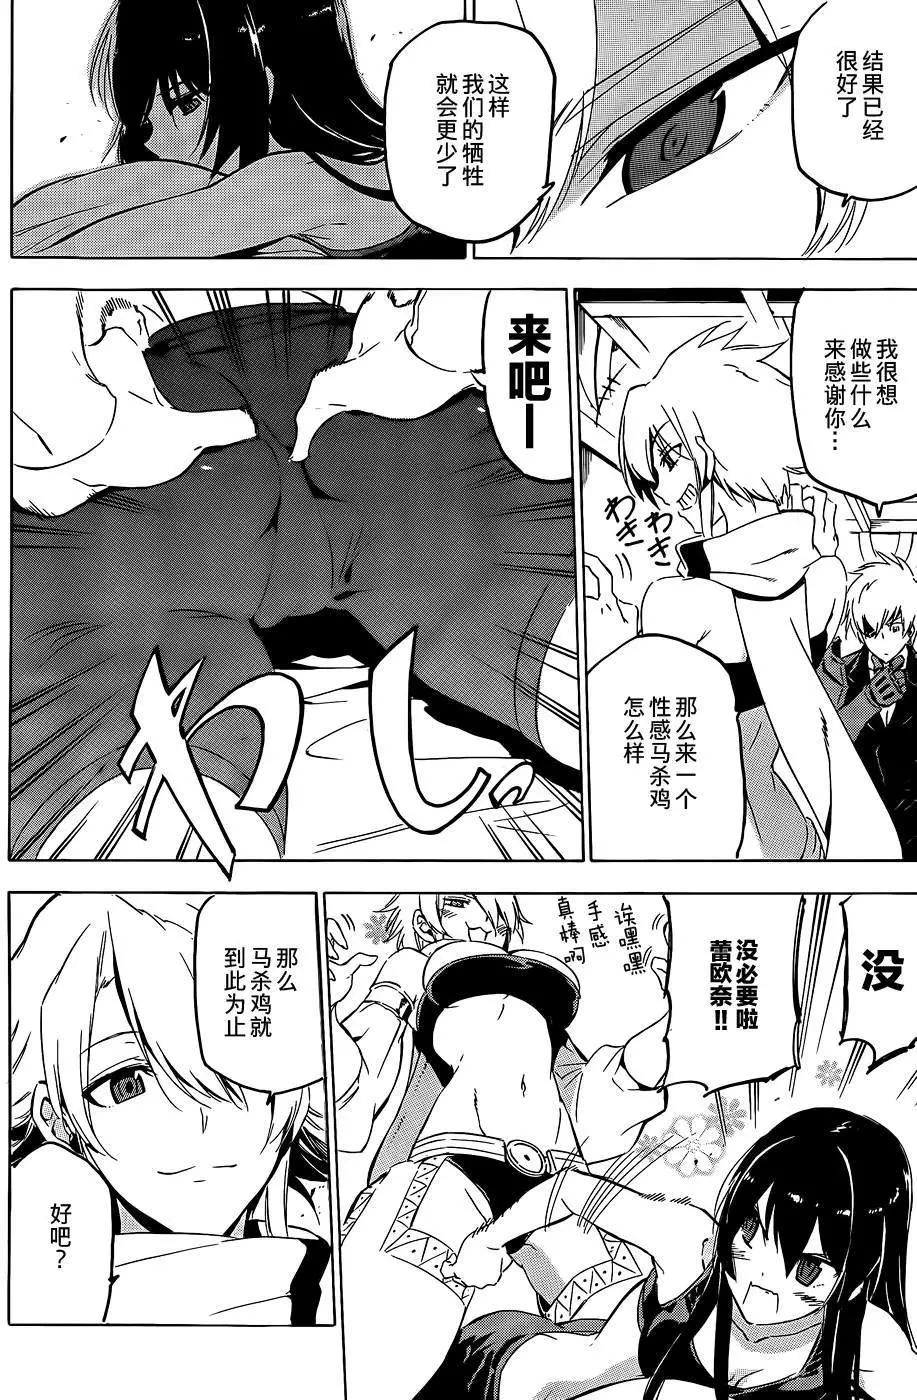 结果已经
很好了
这样
我们的牺牲
就会更少了
我很想
做些什么
来感谢你…
わき
わき
那么来一个
性感马杀鸡
怎么样
来吧—
わしっ
没
没必要啦
蕾欧奈!!
诶嘿嘿
手感
真棒啊
那么
马杀鸡就
到此为止
好吧?